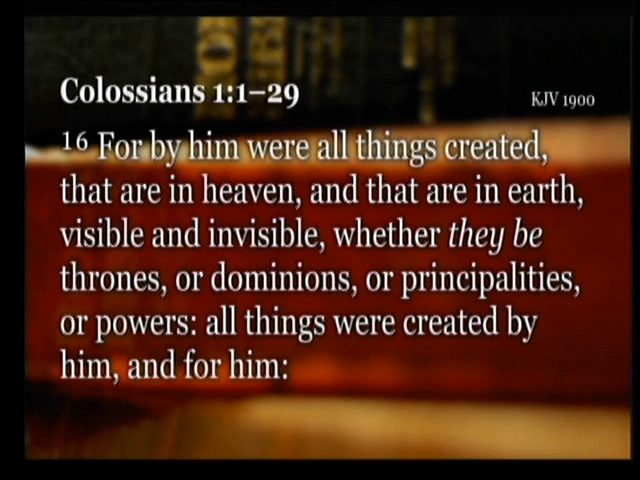 Colossians 1:1–29
KJV 1900
16 For by him were all things created,
that are in heaven, and that are in earth,
visible and invisible, whether they be
thrones, or dominions, or principalities,
or powers: all things were created by
him, and for him: